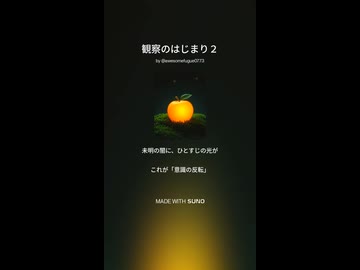 観察のはじまり２
by @awesomefugue0773
未明の闇に、ひとすじの光が
これが「意識の反転」
MADE WITH SUNO